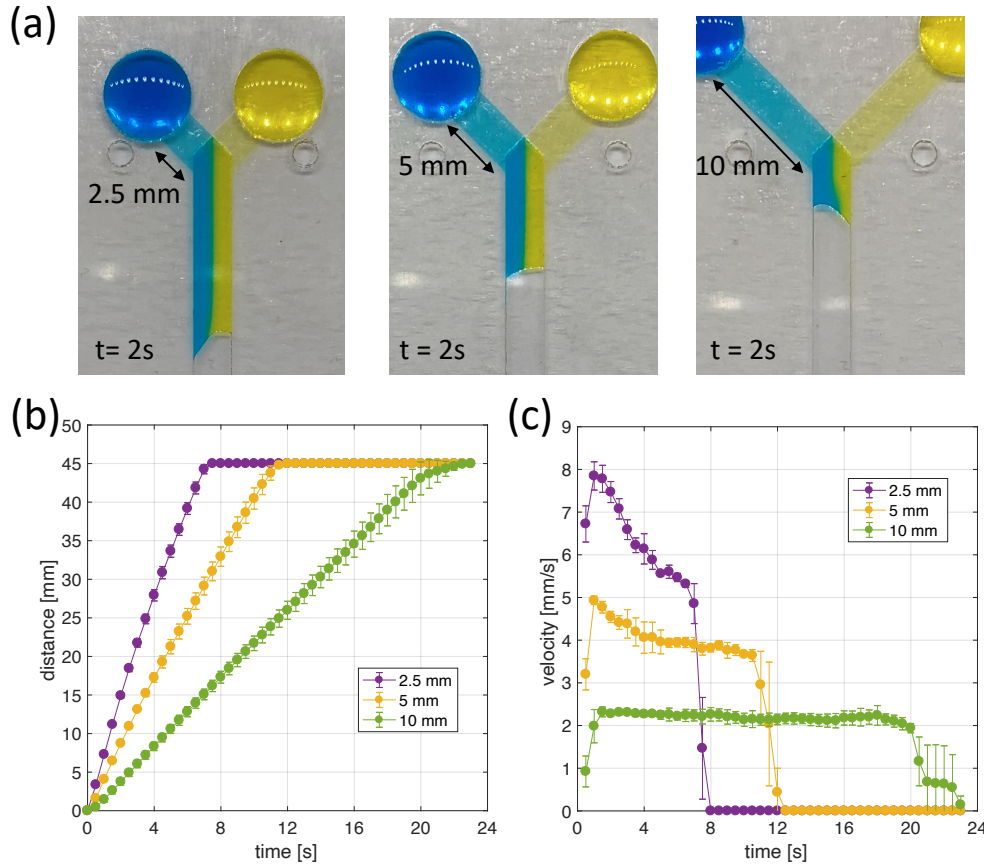 (a)
2.5 mm
t= 2s
5 mm
t = 2s
10 mm
t = 2s
(b)
50
45
40
35
30
25
20
15
10
5
0
distance [mm]
0 4 8 12 16 20 24
time [s]
2.5 mm
5 mm
10 mm
(c)
9
8
7
6
5
4
3
2
1
0
velocity [mm/s]
0 4 8 12 16 20 24
time [s]
2.5 mm
5 mm
10 mm